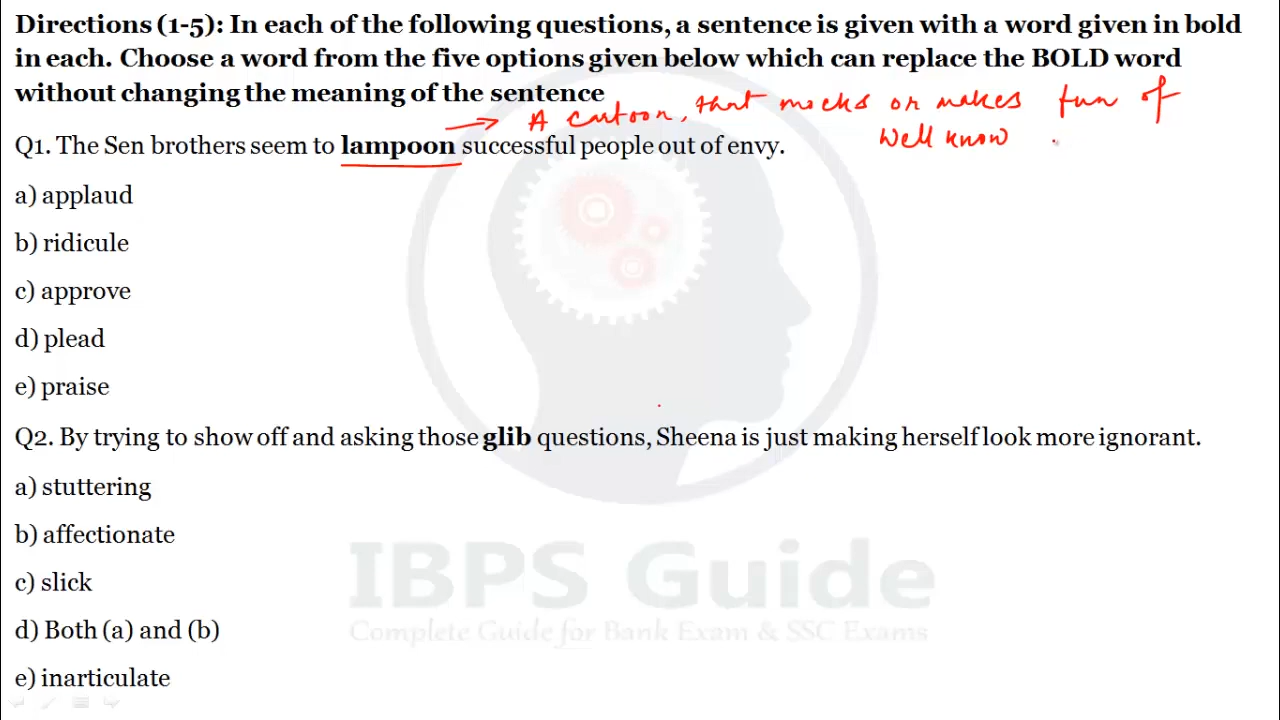 Directions (1-5): In each of the following questions, a sentence is given with a word given in bold
in each. Choose a word from the five options given below which can replace the BOLD word
without changing the meaning of the sentence
A cartoon, that mocks or makes fun of
well know
Q1. The Sen brothers seem to lampoon successful people out of envy.
a) applaud
b) ridicule
c) approve
d) plead
e) praise
Q2. By trying to show off and asking those glib questions, Sheena is just making herself look more ignorant.
a) stuttering
b) affectionate
c) slick
d) Both (a) and (b)
e) inarticulate
IBPS Guide
Complete Guide for Bank Exam & SSC Exams